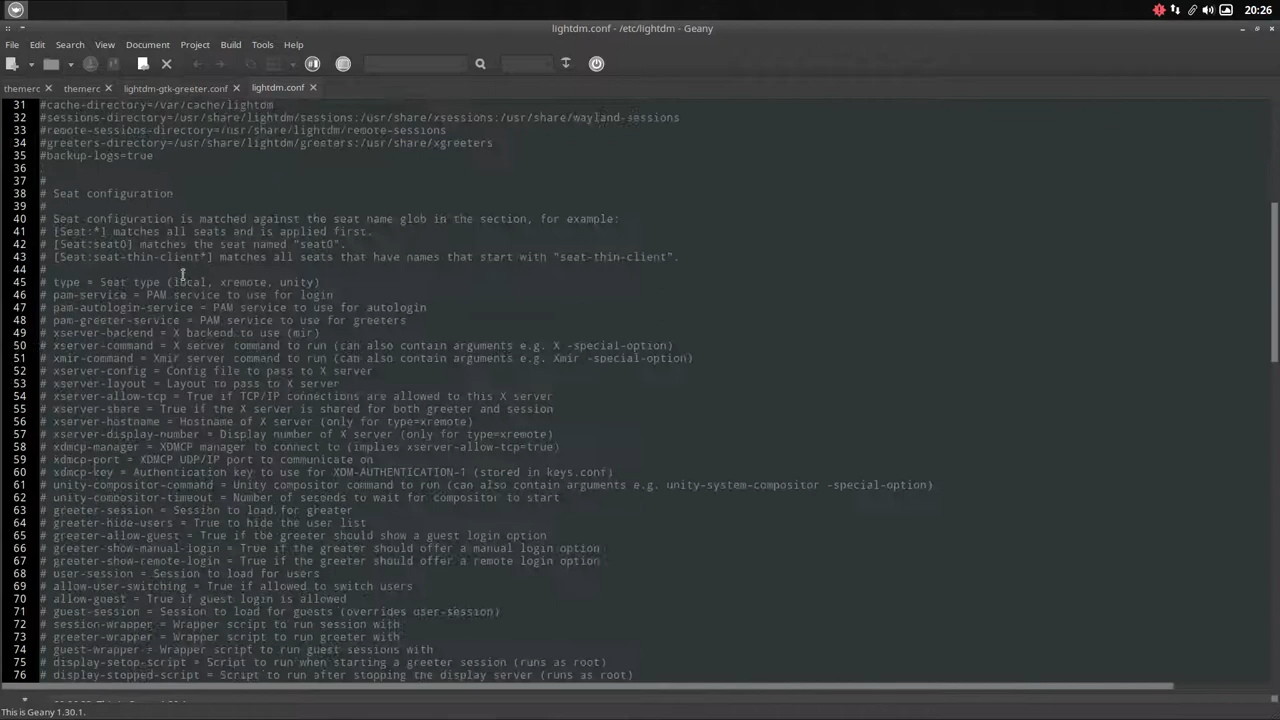 20:26
lightdm.conf - /etc/lightdm - Geany
File Edit Search View Document Project Build Tools Help
themerc themerc lightdm-gtk-greeter.conf lightdm.conf
31 #cache-directory=/var/cache/lightdm
32 #sessions-directory=/usr/share/lightdm/sessions:/usr/share/xsessions:/usr/share/wayland-sessions
33 #remote-sessions-directory=/usr/share/lightdm/remote-sessions
34 #greeters-directory=/usr/share/lightdm/greeters:/usr/share/xgreeters
35 #backup-logs=true
36
37 #
38 # Seat configuration
39 #
40 # Seat configuration is matched against the seat name glob in the section, for example:
41 # [Seat:*] matches all seats and is applied first.
42 # [Seat:seat0] matches the seat named "seat0".
43 # [Seat:seat-thin-client*] matches all seats that have names that start with "seat-thin-client".
44 #
45 # type = Seat type (local, xremote, unity)
46 # pam-service = PAM service to use for login
47 # pam-autologin-service = PAM service to use for autologin
48 # pam-greeter-service = PAM service to use for greeters
49 # xserver-backend = X backend to use (mir)
50 # xserver-command = X server command to run (can also contain arguments e.g. X -special-option)
51 # xmir-command = Xmir server command to run (can also contain arguments e.g. Xmir -special-option)
52 # xserver-config = Config file to pass to X server
53 # xserver-layout = Layout to pass to X server
54 # xserver-allow-tcp = True if TCP/IP connections are allowed to this X server
55 # xserver-share = True if the X server is shared for both greeter and session
56 # xserver-hostname = Hostname of X server (only for type=xremote)
57 # xserver-display-number = Display number of X server (only for type=xremote)
58 # xdmcp-manager = XDMCP manager to connect to (implies xserver-allow-tcp=true)
59 # xdmcp-port = XDMCP UDP/IP port to communicate on
60 # xdmcp-key = Authentication key to use for XDM-AUTHENTICATION-1 (stored in keys.conf)
61 # unity-compositor-command = Unity compositor command to run (can also contain arguments e.g. unity-system-compositor -special-option)
62 # unity-compositor-timeout = Number of seconds to wait for compositor to start
63 # greeter-session = Session to load for greeter
64 # greeter-hide-users = True to hide the user list
65 # greeter-allow-guest = True if the greeter should show a guest login option
66 # greeter-show-manual-login = True if the greeter should offer a manual login option
67 # greeter-show-remote-login = True if the greeter should offer a remote login option
68 # user-session = Session to load for users
69 # allow-user-switching = True if allowed to switch users
70 # allow-guest = True if guest login is allowed
71 # guest-session = Session to load for guests (overrides user-session)
72 # session-wrapper = Wrapper script to run session with
73 # greeter-wrapper = Wrapper script to run greeter with
74 # guest-wrapper = Wrapper script to run guest sessions with
75 # display-setup-script = Script to run when starting a greeter session (runs as root)
76 # display-stopped-script = Script to run after stopping the display server (runs as root)
This is Geany 1.30.1.